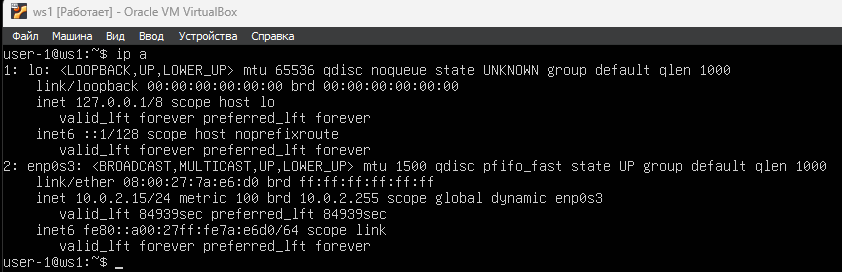 ws1 [Работает] - Oracle VM VirtualBox
Файл Машина Вид Ввод Устройства Справка
user-1@ws1:~$ ip a
1: lo: <LOOPBACK,UP,LOWER_UP> mtu 65536 qdisc noqueue state UNKNOWN group default qlen 1000
link/loopback 00:00:00:00:00:00 brd 00:00:00:00:00:00
inet 127.0.0.1/8 scope host lo
valid_lft forever preferred_lft forever
inet6 ::1/128 scope host noprefixroute
valid_lft forever preferred_lft forever
2: enp0s3: <BROADCAST,MULTICAST,UP,LOWER_UP> mtu 1500 qdisc pfifo_fast state UP group default qlen 1000
link/ether 08:00:27:7a:e6:d0 brd ff:ff:ff:ff:ff:ff
inet 10.0.2.15/24 metric 100 brd 10.0.2.255 scope global dynamic enp0s3
valid_lft 84939sec preferred_lft 84939sec
inet6 fe80::a00:27ff:fe7a:e6d0/64 scope link
valid_lft forever preferred_lft forever
user-1@ws1:~$ _